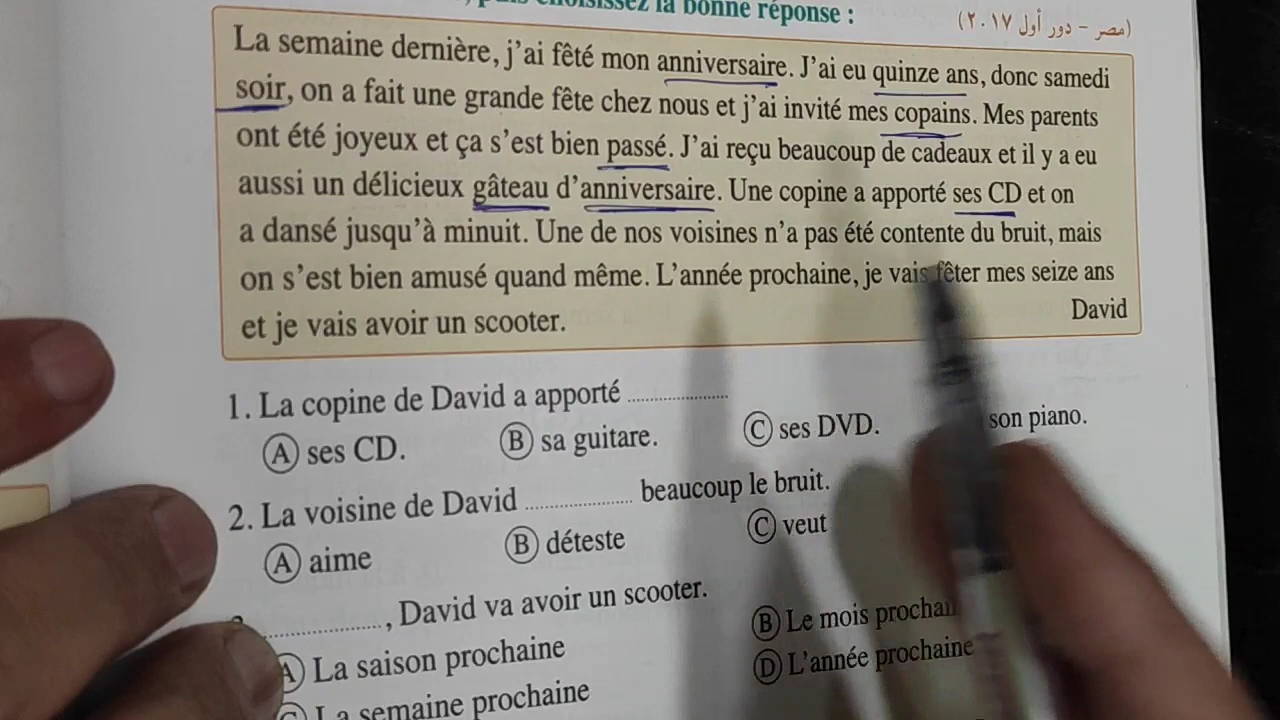 choisissez la bonne réponse :
(مصر - دور أول ٢٠١٧)
La semaine dernière, j'ai fêté mon anniversaire. J'ai eu quinze ans, donc samedi
soir, on a fait une grande fête chez nous et j'ai invité mes copains. Mes parents
ont été joyeux et ça s'est bien passé. J'ai reçu beaucoup de cadeaux et il y a eu
aussi un délicieux gâteau d'anniversaire. Une copine a apporté ses CD et on
a dansé jusqu'à minuit. Une de nos voisines n'a pas été contente du bruit, mais
on s'est bien amusé quand même. L'année prochaine, je vais fêter mes seize ans
et je vais avoir un scooter.
David
1. La copine de David a apporté ....................
A ses CD.
B sa guitare.
C ses DVD.
son piano.
2. La voisine de David .................... beaucoup le bruit.
A aime
B déteste
C veut
...................., David va avoir un scooter.
A La saison prochaine
B Le mois prochai
C La semaine prochaine
D L'année prochaine